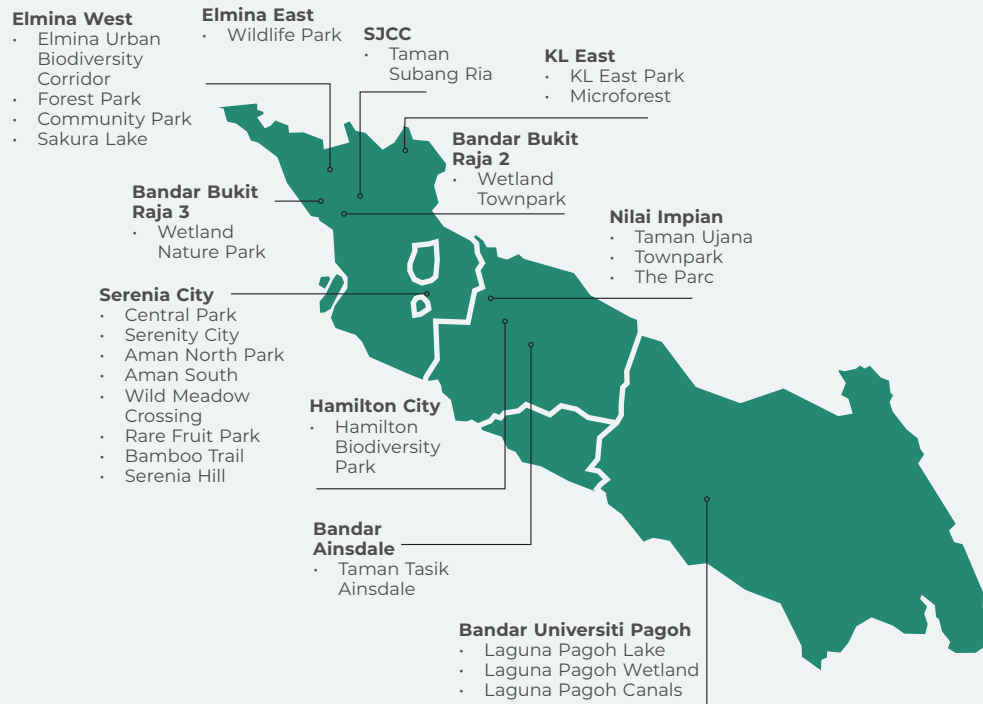 Elmina West
• Elmina Urban
Biodiversity
Corridor
• Forest Park
• Community Park
• Sakura Lake
Elmina East
• Wildlife Park
SJCC
• Taman
Subang Ria
KL East
• KL East Park
• Microforest
Bandar Bukit
Raja 2
• Wetland
Townpark
Bandar Bukit
Raja 3
• Wetland
Nature Park
Nilai Impian
• Taman Ujana
• Townpark
• The Parc
Serenia City
• Central Park
• Serenity City
• Aman North Park
• Aman South
• Wild Meadow
Crossing
• Rare Fruit Park
• Bamboo Trail
• Serenia Hill
Hamilton City
• Hamilton
Biodiversity
Park
Bandar
Ainsdale
• Taman Tasik
Ainsdale
Bandar Universiti Pagoh
• Laguna Pagoh Lake
• Laguna Pagoh Wetland
• Laguna Pagoh Canals